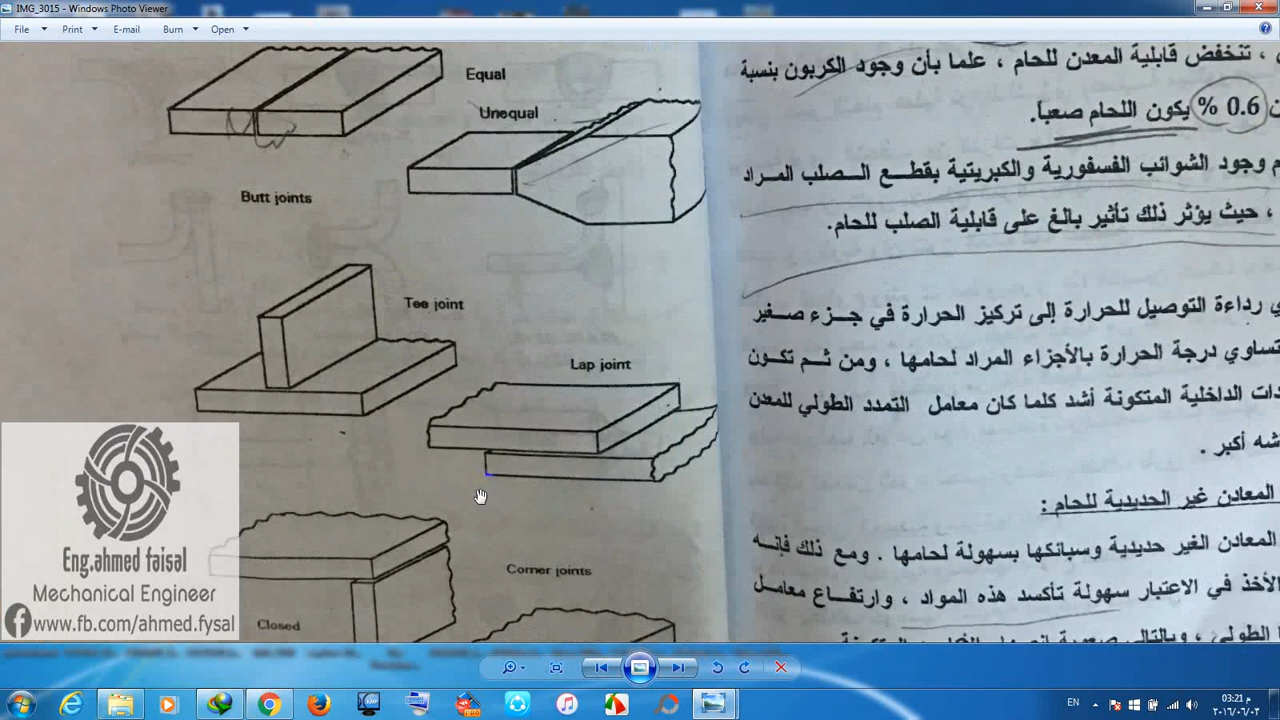 IMG_3015 - Windows Photo Viewer
File Print E-mail Burn Open
Equal
Unequal
Butt joints
Tee joint
Lap joint
Corner joints
Closed
، تنخفض قابلية المعدن للحام ، علما بأن وجود الكربون بنسبة
0.6 % يكون اللحام صعباً.
وجود الشوائب الفسفورية والكبريتية بقطع الصلب المراد
، حيث يؤثر ذلك تأثير بالغ على قابلية الصلب للحام.
رداءة التوصيل للحرارة إلى تركيز الحرارة في جزء صغير
تساوي درجة الحرارة بالأجزاء المراد لحامها ، ومن ثم تكون
الداخلية المتكونة أشد كلما كان معامل التمدد الطولي للمعدن
أكبر .
المعادن غير الحديدية للحام :
المعادن الغير حديدية وسبائكها بسهولة لحامها . ومع ذلك فإنه
الأخذ في الاعتبار سهولة تأكسد هذه المواد ، وارتفاع معامل
الطولي ، وبالتالي
Eng.ahmed faisal
Mechanical Engineer
www.fb.com/ahmed.fysal
EN
03:21 م
٢٠١٦/٠٦/٠٣